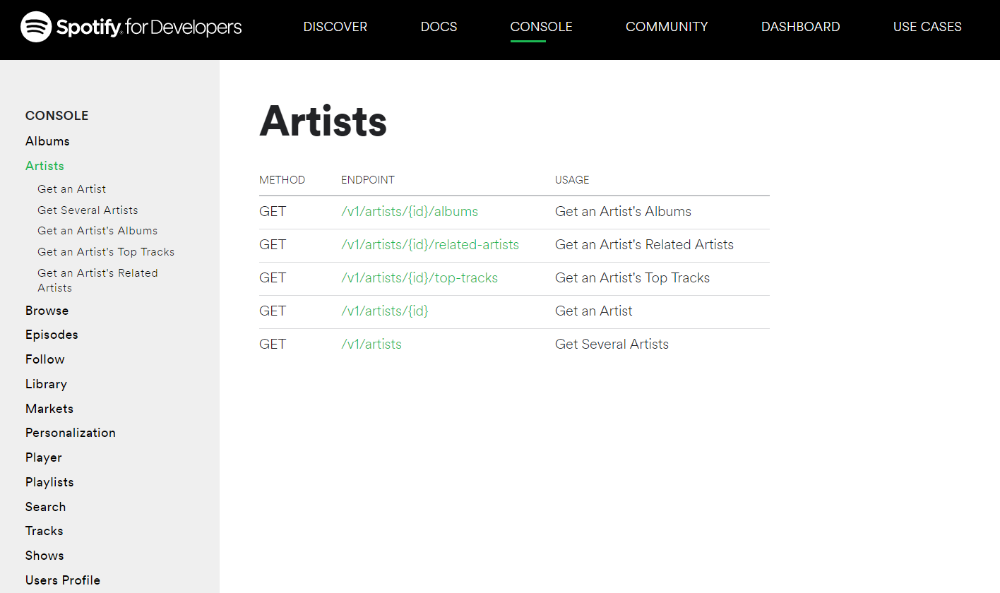 Spotify for Developers
DISCOVER
DOCS
CONSOLE
COMMUNITY
DASHBOARD
USE CASES
CONSOLE
Albums
Artists
Get an Artist
Get Several Artists
Get an Artist's Albums
Get an Artist's Top Tracks
Get an Artist's Related
Artists
Browse
Episodes
Follow
Library
Markets
Personalization
Player
Playlists
Search
Tracks
Shows
Users Profile
Artists
METHOD ENDPOINT USAGE
GET /v1/artists/{id}/albums Get an Artist's Albums
GET /v1/artists/{id}/related-artists Get an Artist's Related Artists
GET /v1/artists/{id}/top-tracks Get an Artist's Top Tracks
GET /v1/artists/{id} Get an Artist
GET /v1/artists Get Several Artists